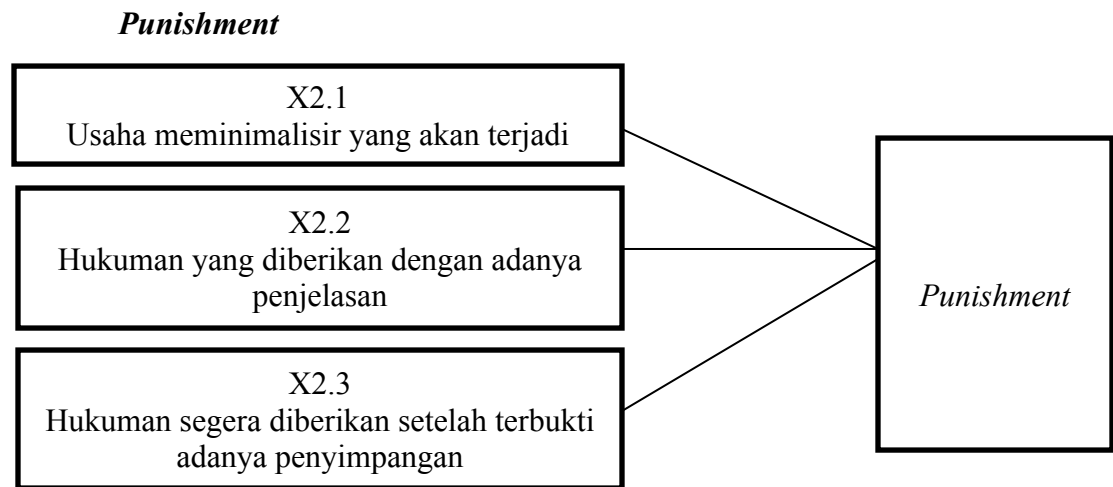 Punishment
X2.1
Usaha meminimalisir yang akan terjadi
X2.2
Hukuman yang diberikan dengan adanya
penjelasan
X2.3
Hukuman segera diberikan setelah terbukti
adanya penyimpangan
Punishment